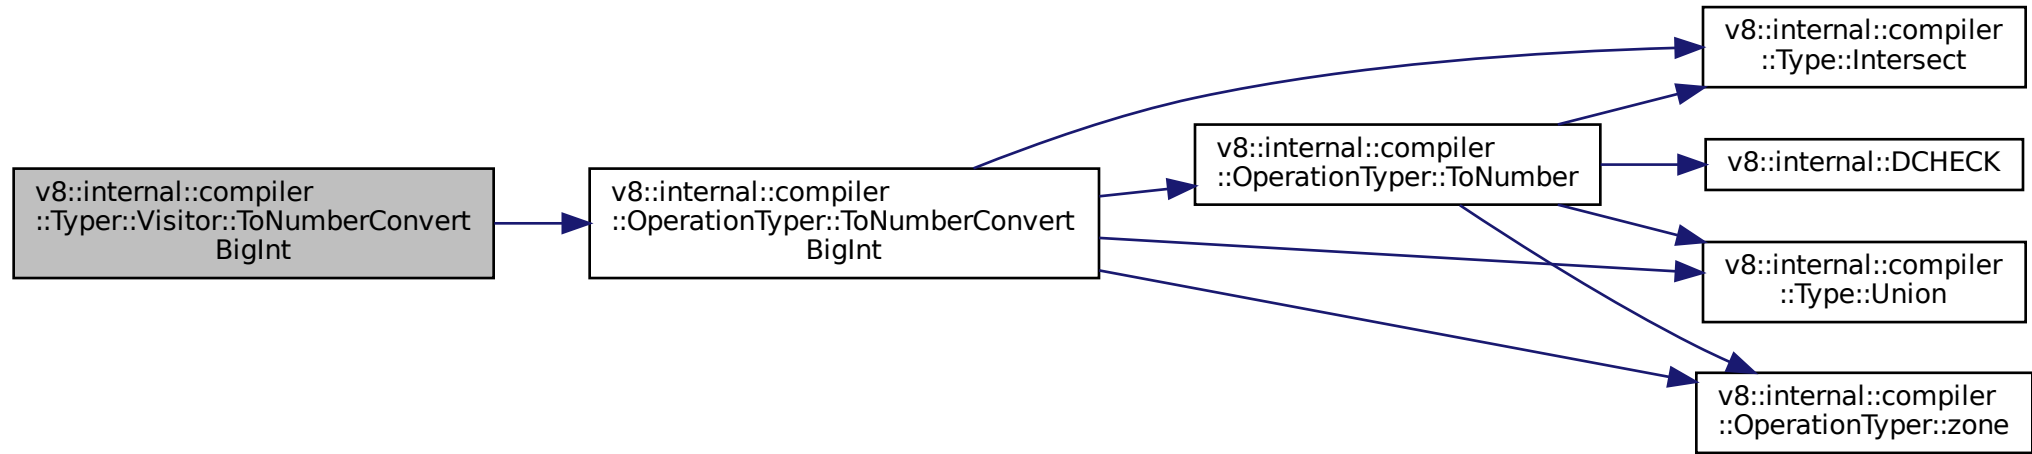 v8::internal::compiler
::Typer::Visitor::ToNumberConvert
BigInt
v8::internal::compiler
::OperationTyper::ToNumberConvert
BigInt
v8::internal::compiler
::OperationTyper::ToNumber
v8::internal::compiler
::Type::Intersect
v8::internal::DCHECK
v8::internal::compiler
::Type::Union
v8::internal::compiler
::OperationTyper::zone